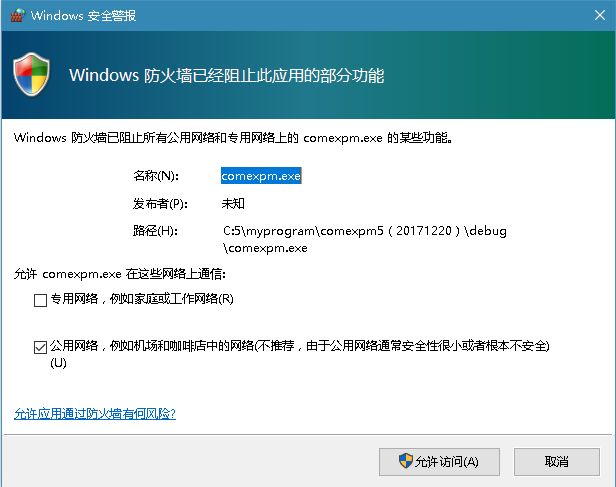 Windows 安全警报
Windows 防火墙已经阻止此应用的部分功能
Windows 防火墙已阻止所有公用网络和专用网络上的 comexpm.exe 的某些功能。
名称(N): comexpm.exe
发布者(P): 未知
路径(H): C:5\myprogram\comexpm5 ( 20171220 ) \debug
\comexpm.exe
允许 comexpm.exe 在这些网络上通信:
专用网络，例如家庭或工作网络(R)
公用网络，例如机场和咖啡店中的网络(不推荐，由于公用网络通常安全性很小或者根本不安全)
(U)
允许应用通过防火墙有何风险?
允许访问(A) 取消